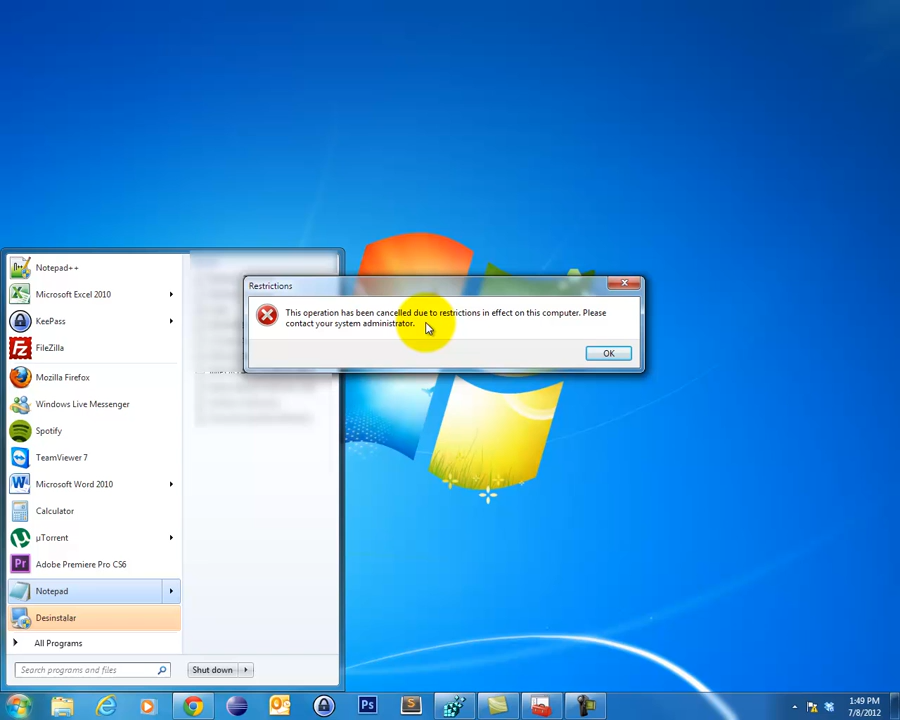 Notepad++
Microsoft Excel 2010
KeePass
FileZilla
Mozilla Firefox
Windows Live Messenger
Spotify
TeamViewer 7
Microsoft Word 2010
Calculator
µTorrent
Adobe Premiere Pro CS6
Notepad
Desinstalar
All Programs
Search programs and files
Shut down
Restrictions
This operation has been cancelled due to restrictions in effect on this computer. Please
contact your system administrator.
OK
Ps
S
1:49 PM
7/8/2012